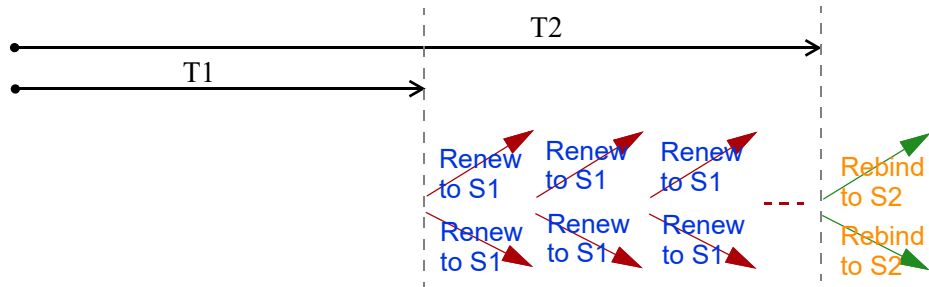 T2
T1
Renew
to S1
Renew
to S1
Renew
to S1
Rebind
to S2
Renew
to S1
Renew
to S1
Renew
to S1
Rebind
to S2